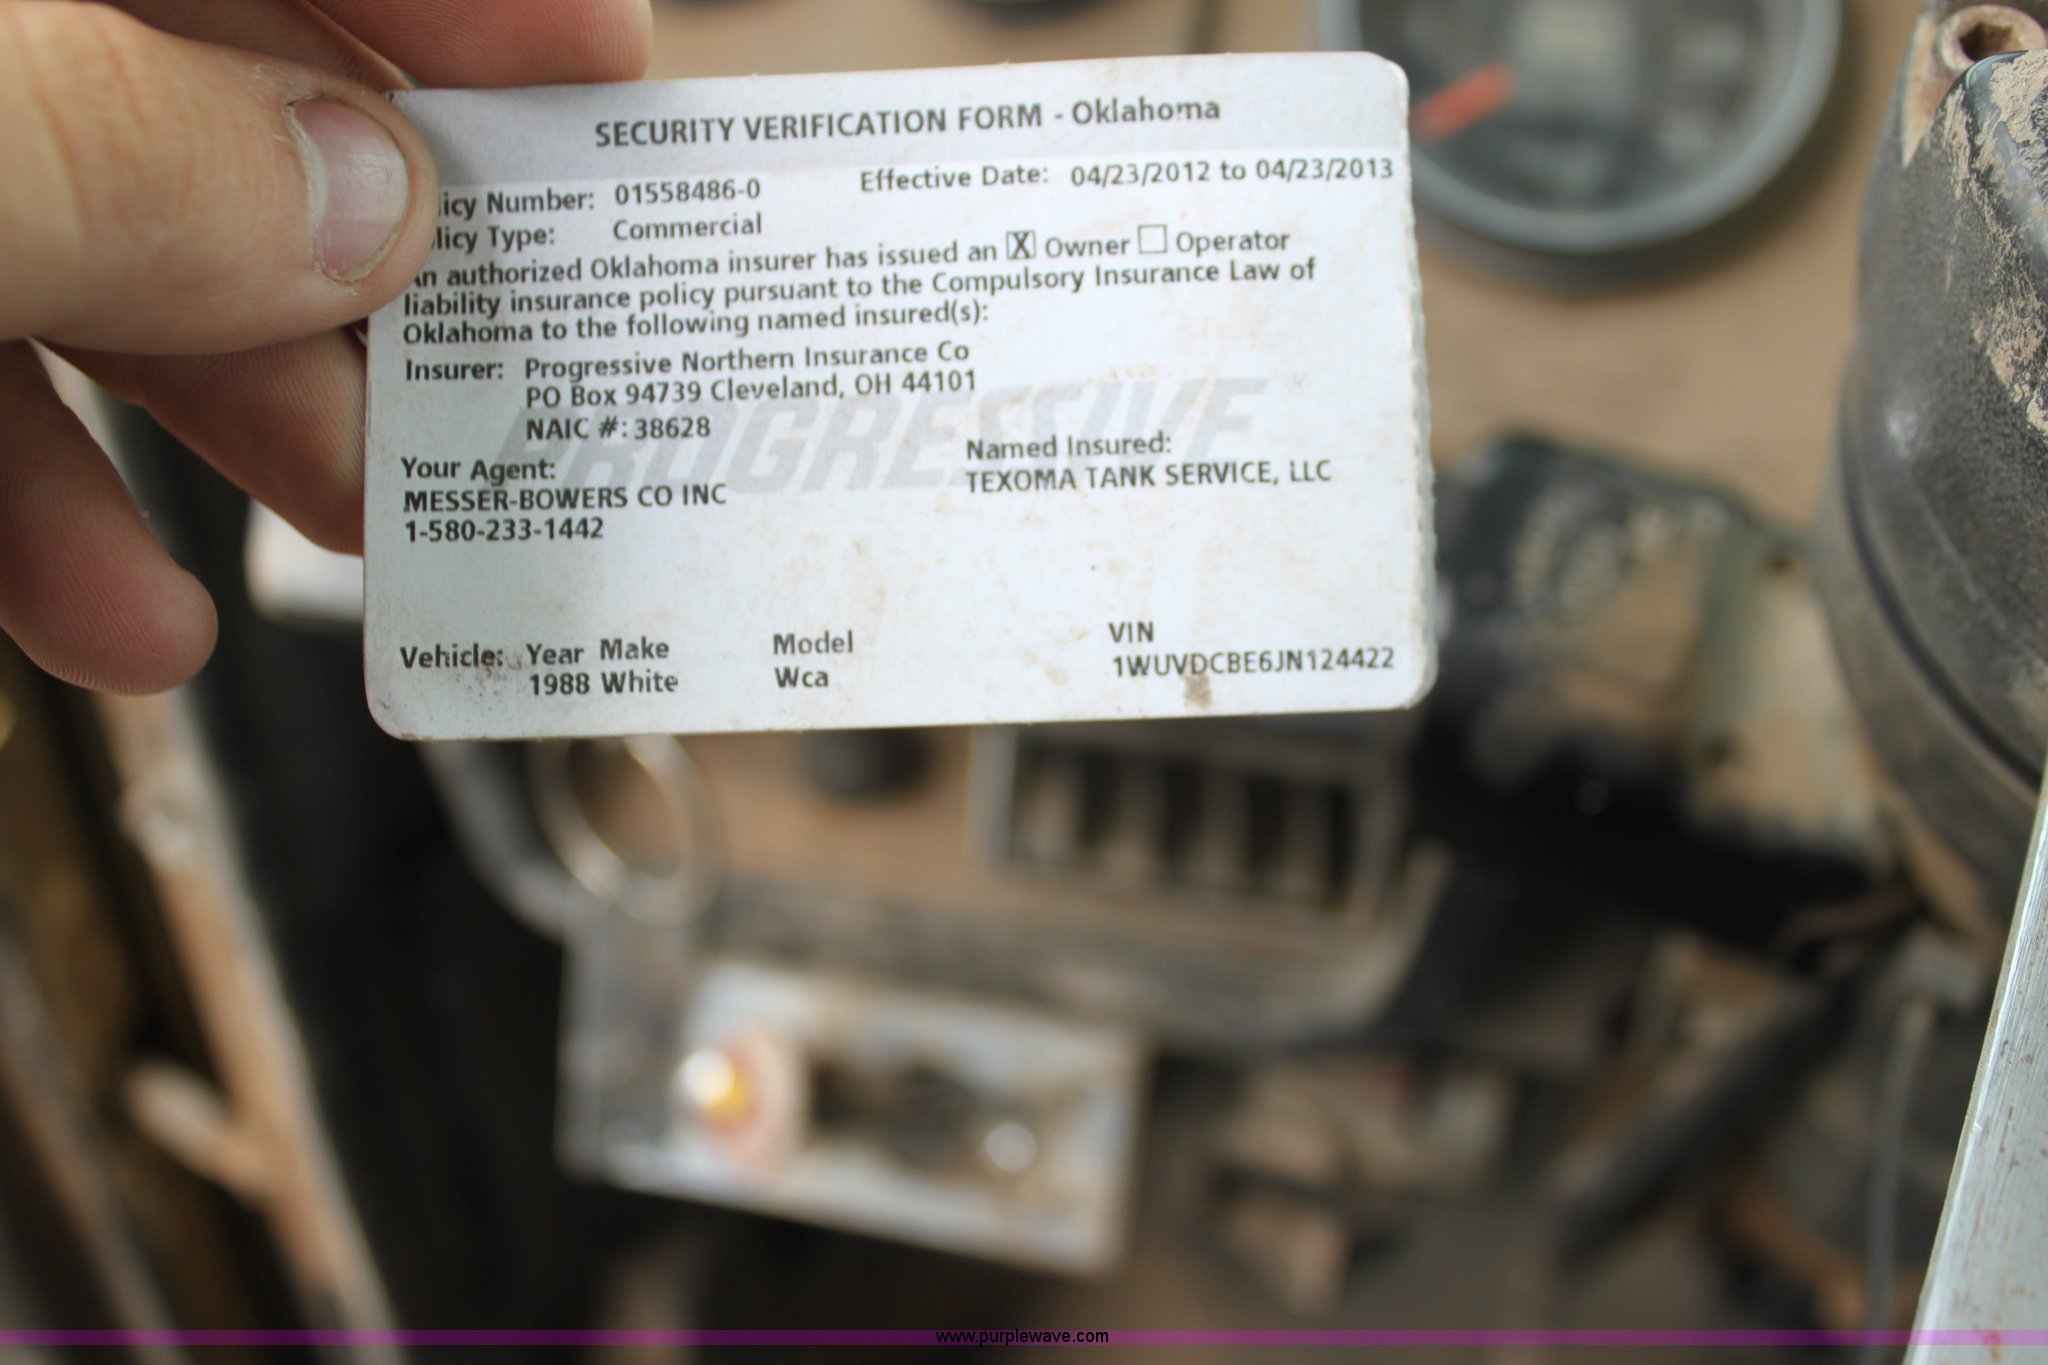 SECURITY VERIFICATION FORM - Oklahoma
licy Number: 01558486-0 Effective Date: 04/23/2012 to 04/23/2013
licy Type: Commercial
An authorized Oklahoma insurer has issued an X Owner Operator
liability insurance policy pursuant to the Compulsory Insurance Law of
Oklahoma to the following named insured(s):
Insurer: Progressive Northern Insurance Co
PO Box 94739 Cleveland, OH 44101
NAIC #: 38628
PROGRESSIVE
Your Agent:
MESSER-BOWERS CO INC
1-580-233-1442
Named Insured:
TEXOMA TANK SERVICE, LLC
Vehicle: Year Make Model VIN
1988 White Wca 1WUVDCBE6JN124422
www.purplewave.com